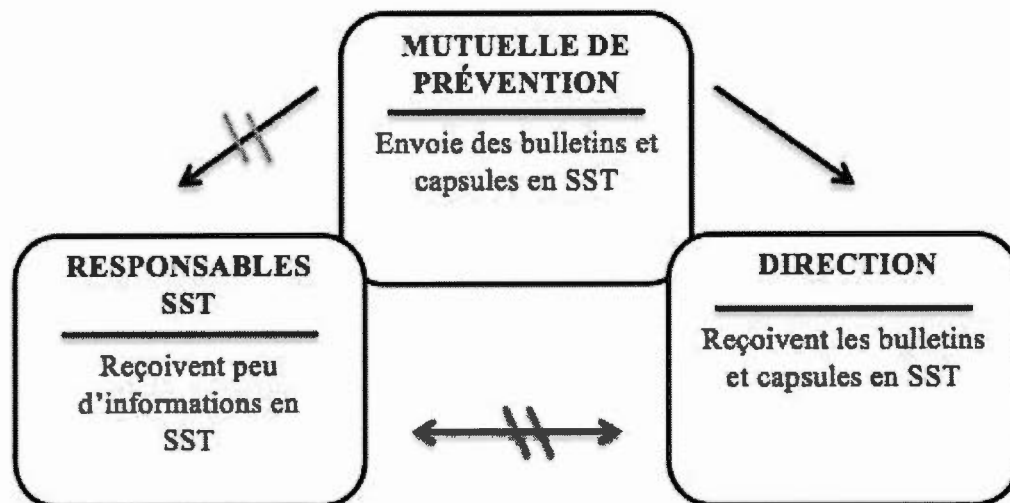 MUTUELLE DE
PRÉVENTION
Envoie des bulletins et
capsules en SST
RESPONSABLES
SST
Reçoivent peu
d'informations en
SST
DIRECTION
Reçoivent les bulletins
et capsules en SST